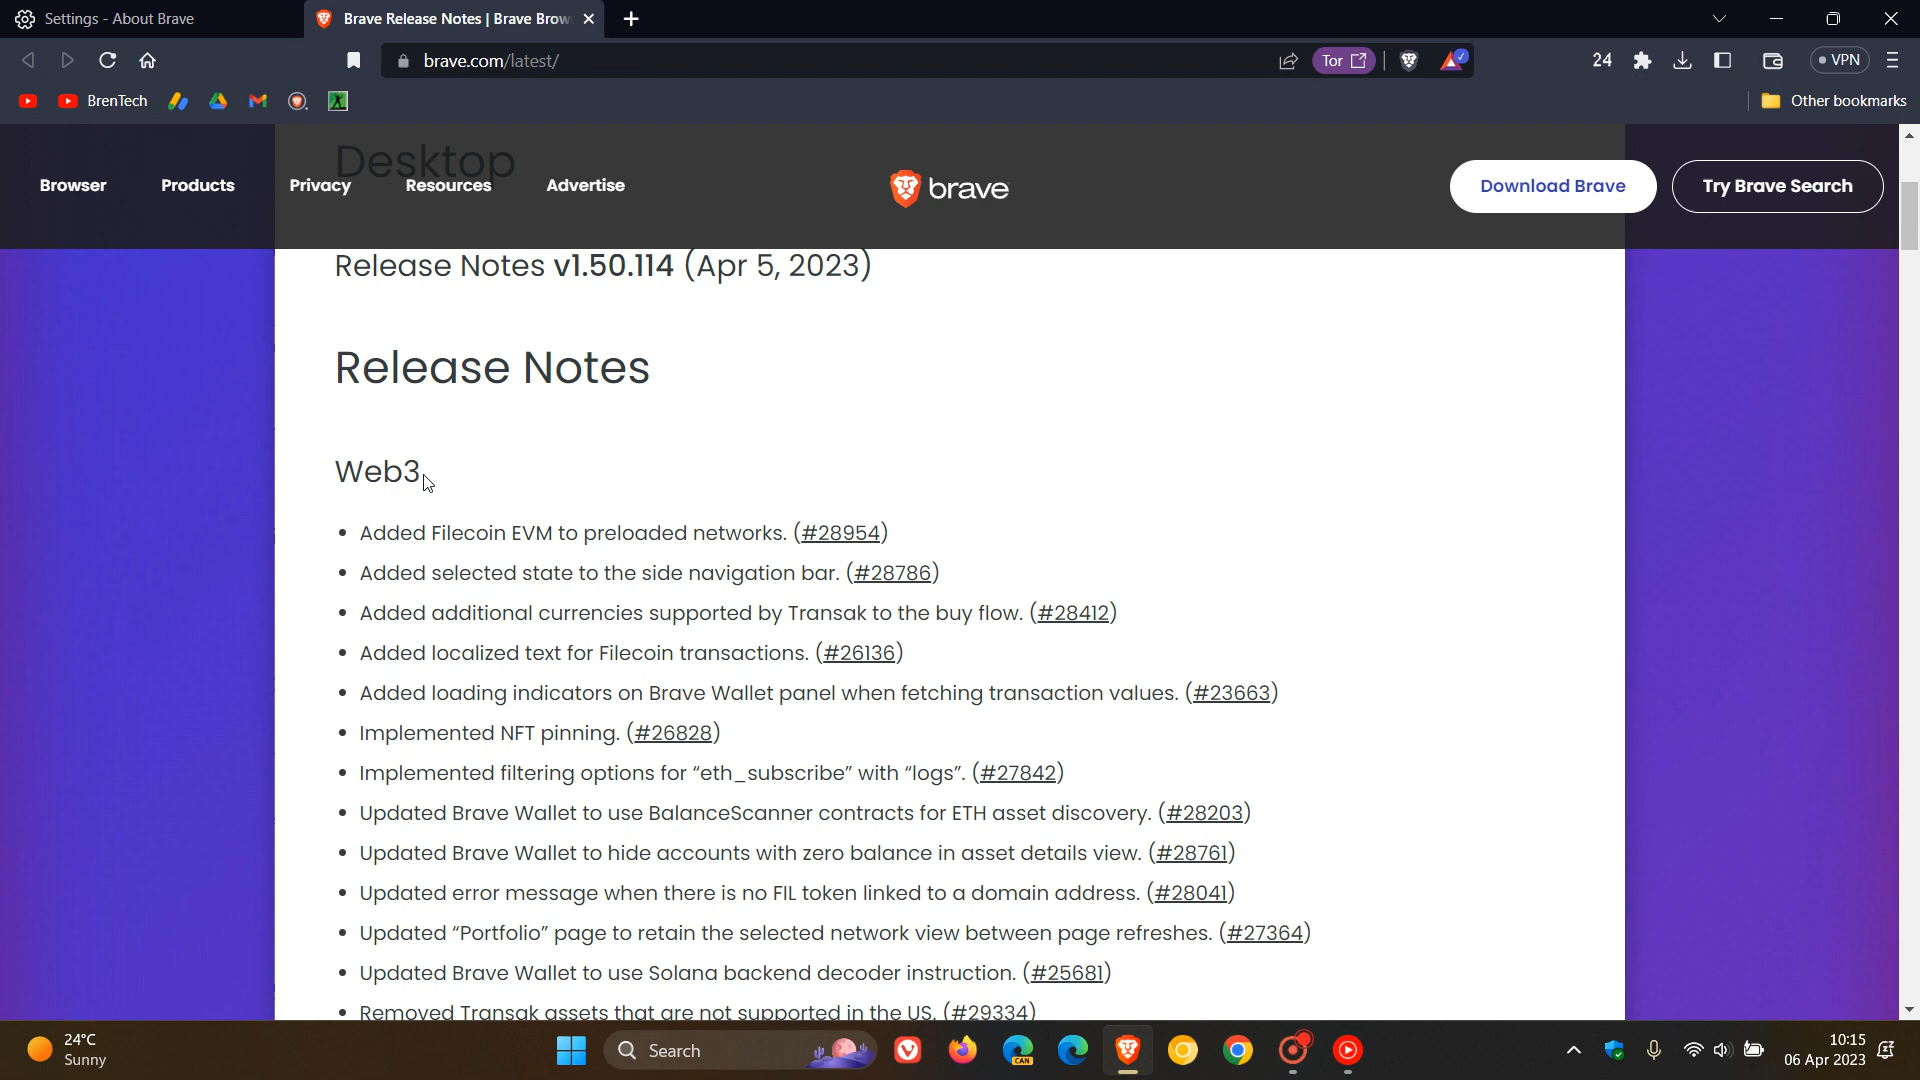 Settings - About Brave
Brave Release Notes | Brave Brow
brave.com/latest/
Tor
24
VPN
BrenTech
Other bookmarks
Desktop
Browser
Products
Privacy
Resources
Advertise
brave
Download Brave
Try Brave Search
Release Notes v1.50.114 (Apr 5, 2023)
Release Notes
Web3
• Added Filecoin EVM to preloaded networks. (#28954)
• Added selected state to the side navigation bar. (#28786)
• Added additional currencies supported by Transak to the buy flow. (#28412)
• Added localized text for Filecoin transactions. (#26136)
• Added loading indicators on Brave Wallet panel when fetching transaction values. (#23663)
• Implemented NFT pinning. (#26828)
• Implemented filtering options for “eth_subscribe” with “logs”. (#27842)
• Updated Brave Wallet to use BalanceScanner contracts for ETH asset discovery. (#28203)
• Updated Brave Wallet to hide accounts with zero balance in asset details view. (#28761)
• Updated error message when there is no FIL token linked to a domain address. (#28041)
• Updated “Portfolio” page to retain the selected network view between page refreshes. (#27364)
• Updated Brave Wallet to use Solana backend decoder instruction. (#25681)
• Removed Transak assets that are not supported in the US. (#29334)
24°C
Sunny
Search
CAN
10:15
06 Apr 2023